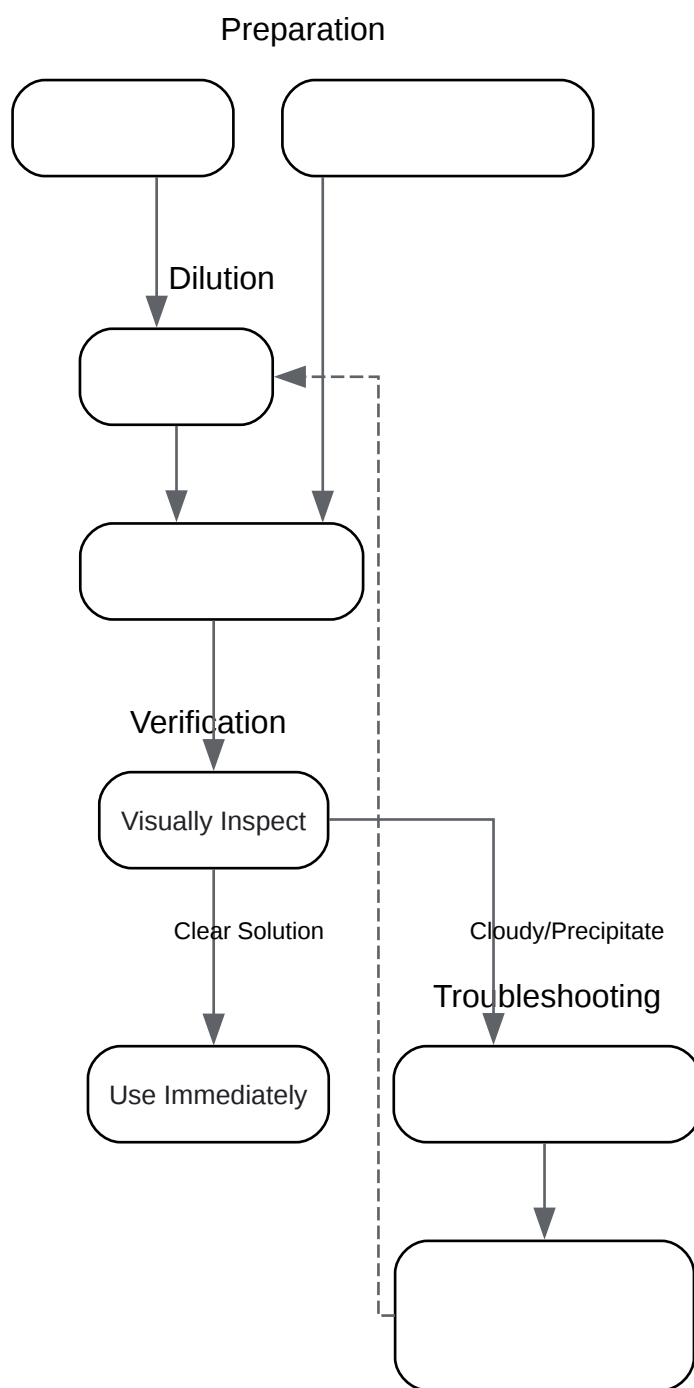 Preparation
Dilution
Verification
Visually Inspect
Clear Solution
Cloudy/Precipitate
Troubleshooting
Use Immediately